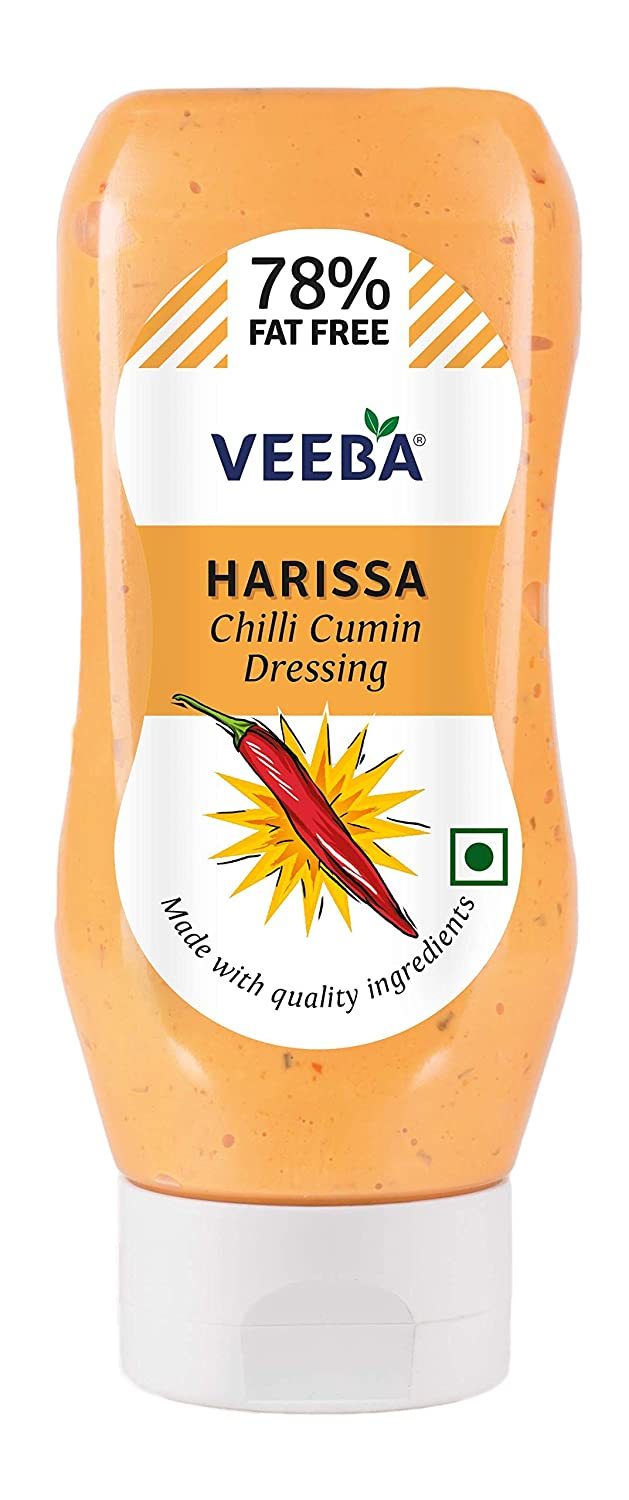 78%
FAT FREE
VEEBA®
HARISSA
Chilli Cumin
Dressing
Made with quality ingredients